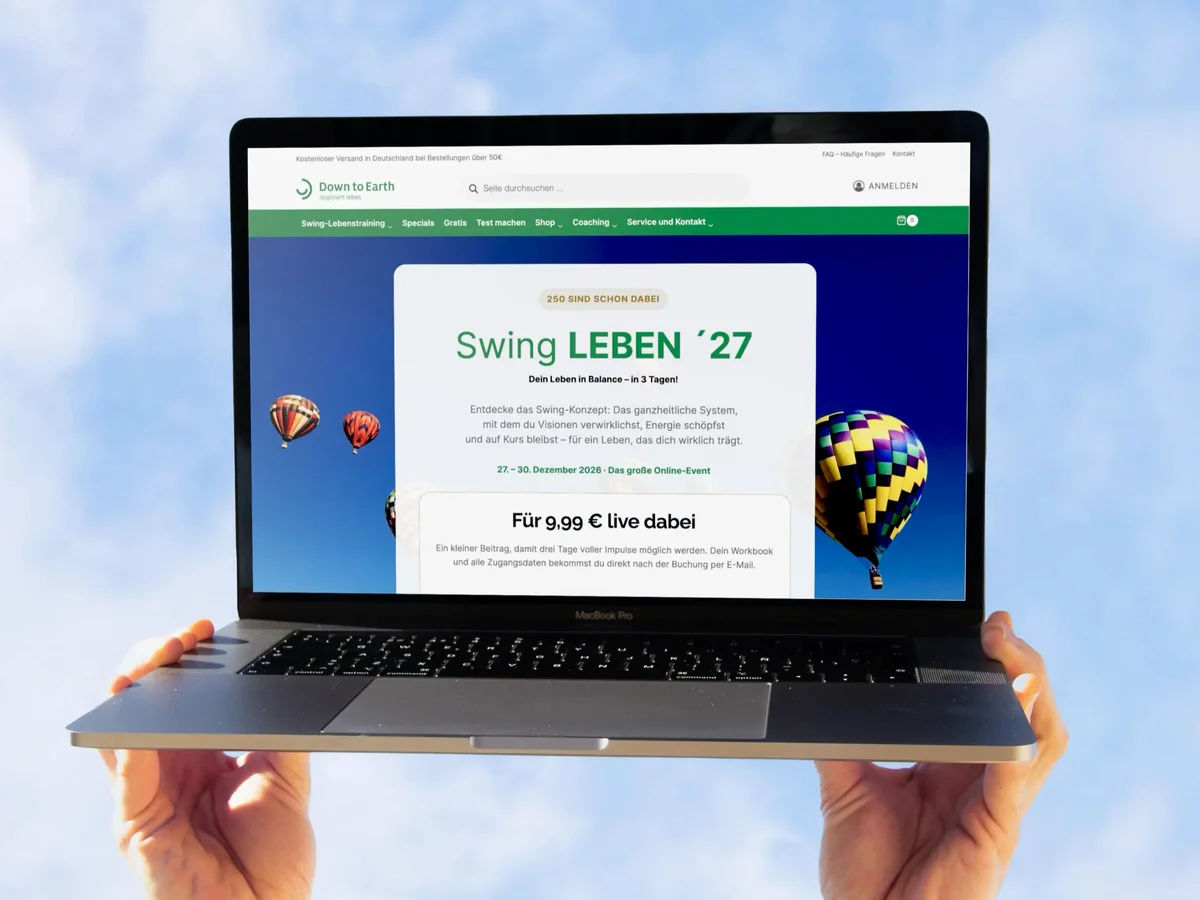 Kostenloser Versand in Deutschland bei Bestellungen über 50€
FAQ – Häufige Fragen Kontakt
Down to Earth
inspiriert leben
Seite durchsuchen ...
ANMELDEN
Swing-Lebenstraining Specials Gratis Test machen Shop Coaching Service und Kontakt
0
250 SIND SCHON DABEI
Swing LEBEN ´27
Dein Leben in Balance – in 3 Tagen!
Entdecke das Swing-Konzept: Das ganzheitliche System,
mit dem du Visionen verwirklichst, Energie schöpfst
und auf Kurs bleibst – für ein Leben, das dich wirklich trägt.
27. – 30. Dezember 2026 · Das große Online-Event
Für 9,99 € live dabei
Ein kleiner Beitrag, damit drei Tage voller Impulse möglich werden. Dein Workbook
und alle Zugangsdaten bekommst du direkt nach der Buchung per E-Mail.
MacBook Pro
control option command command option